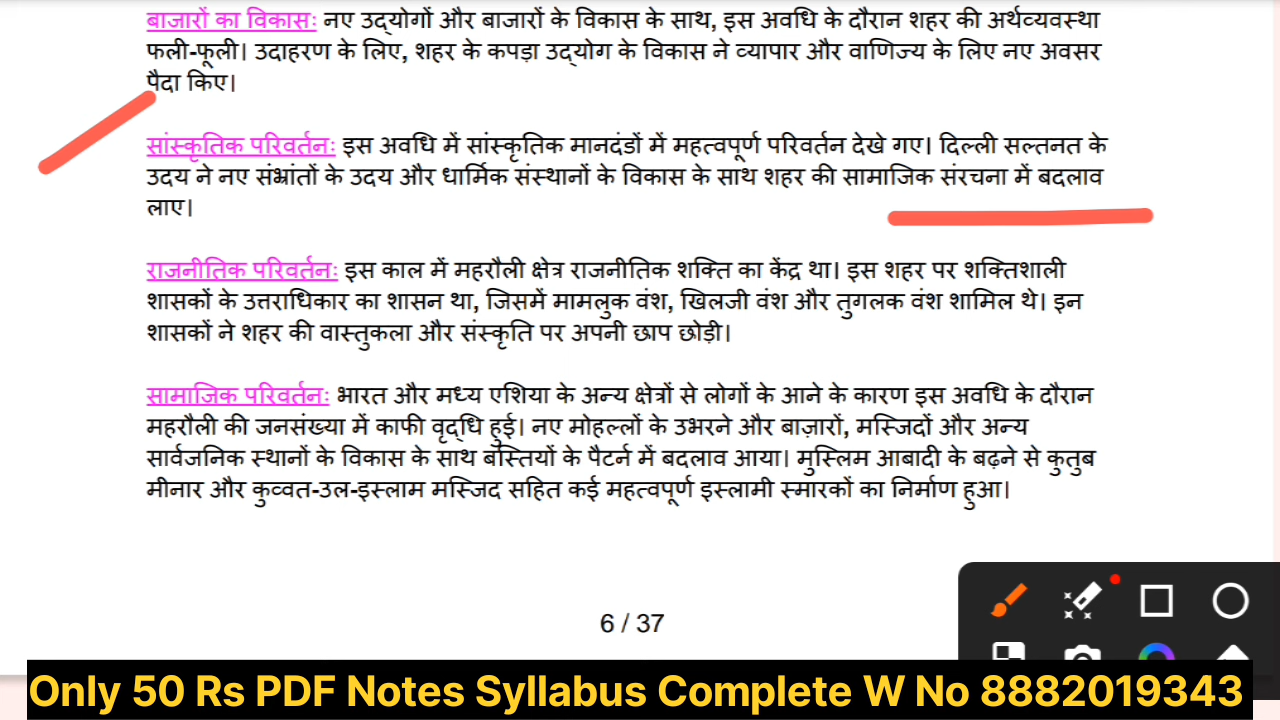 बाजारों का विकासः नए उद्योगों और बाजारों के विकास के साथ, इस अवधि के दौरान शहर की अर्थव्यवस्था
फली-फूली। उदाहरण के लिए, शहर के कपड़ा उद्योग के विकास ने व्यापार और वाणिज्य के लिए नए अवसर
पैदा किए।
सांस्कृतिक परिवर्तनः इस अवधि में सांस्कृतिक मानदंडों में महत्वपूर्ण परिवर्तन देखे गए। दिल्ली सल्तनत के
उदय ने नए संभ्रांतों के उदय और धार्मिक संस्थानों के विकास के साथ शहर की सामाजिक संरचना में बदलाव
लाए।
राजनीतिक परिवर्तनः इस काल में महरौली क्षेत्र राजनीतिक शक्ति का केंद्र था। इस शहर पर शक्तिशाली
शासकों के उत्तराधिकार का शासन था, जिसमें मामलुक वंश, खिलजी वंश और तुगलक वंश शामिल थे। इन
शासकों ने शहर की वास्तुकला और संस्कृति पर अपनी छाप छोड़ी।
सामाजिक परिवर्तनः भारत और मध्य एशिया के अन्य क्षेत्रों से लोगों के आने के कारण इस अवधि के दौरान
महरौली की जनसंख्या में काफी वृद्धि हुई। नए मोहल्लों के उभरने और बाज़ारों, मस्जिदों और अन्य
सार्वजनिक स्थानों के विकास के साथ बस्तियों के पैटर्न में बदलाव आया। मुस्लिम आबादी के बढ़ने से कुतुब
मीनार और कुव्वत-उल-इस्लाम मस्जिद सहित कई महत्वपूर्ण इस्लामी स्मारकों का निर्माण हुआ।
6 / 37
Only 50 Rs PDF Notes Syllabus Complete W No 8882019343